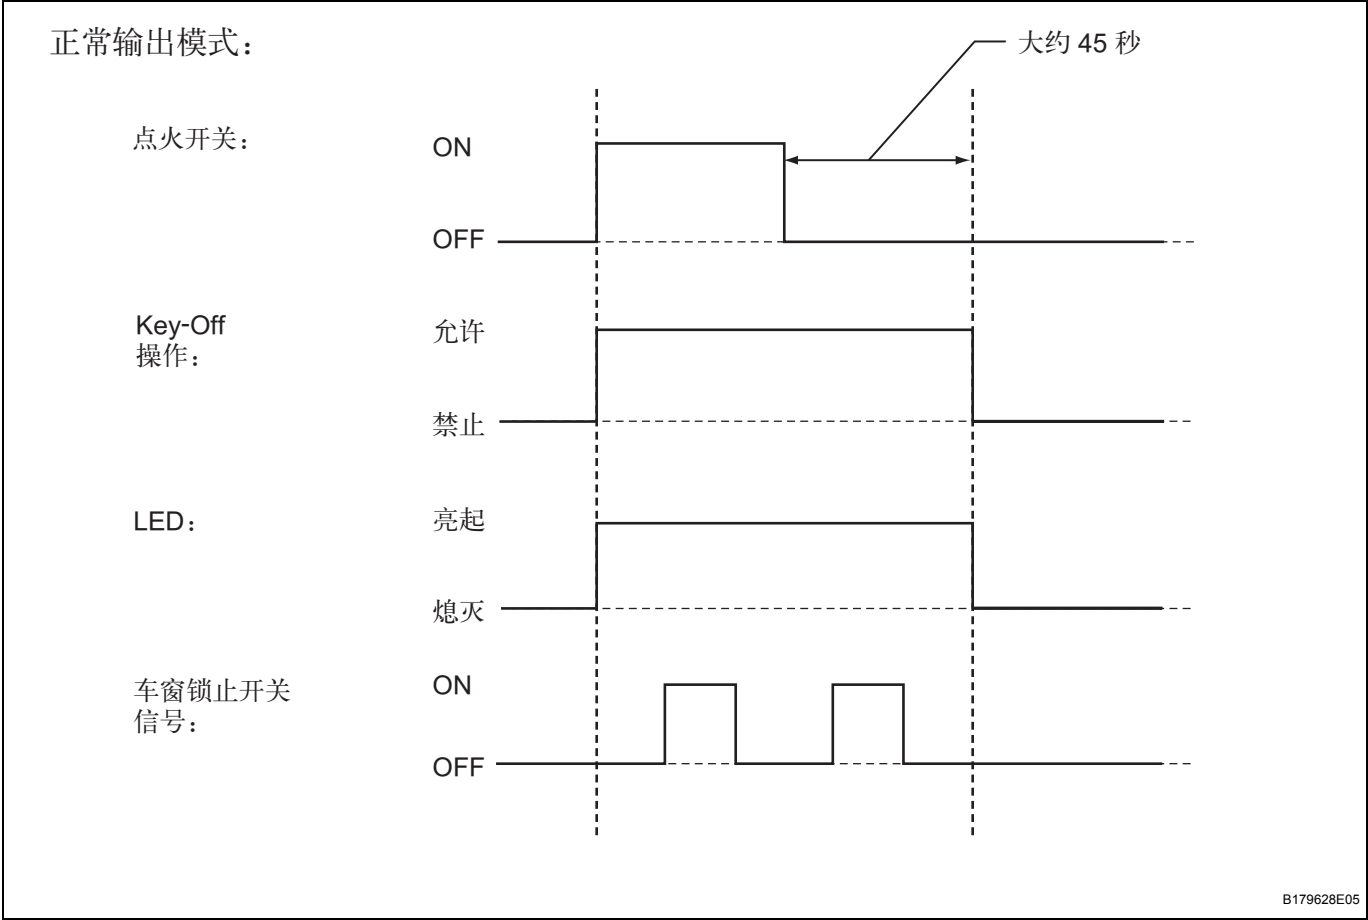 正常输出模式：
大约 45 秒
点火开关：
ON
OFF
Key-Off
操作：
允许
禁止
LED：
亮起
熄灭
车窗锁止开关
信号：
ON
OFF
B179628E05